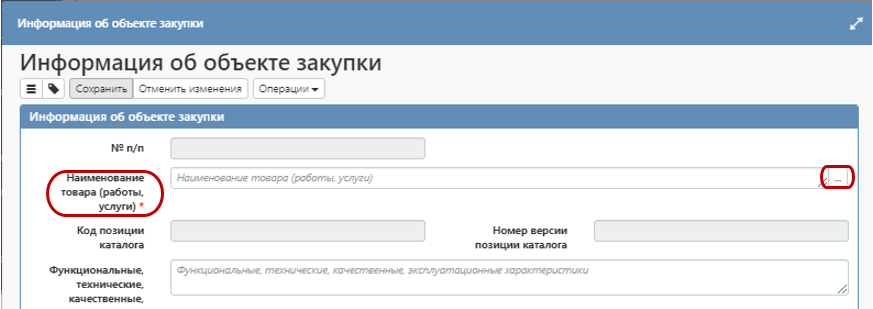 Информация об объекте закупки
Информация об объекте закупки
Сохранить Отменить изменения Операции
Информация об объекте закупки
№ п/п
Наименование товара (работы, услуги) * Наименование товара (работы, услуги) ...
Код позиции каталога Номер версии позиции каталога
Функциональные, технические, качественные, Функциональные, технические, качественные, эксплуатационные характеристики